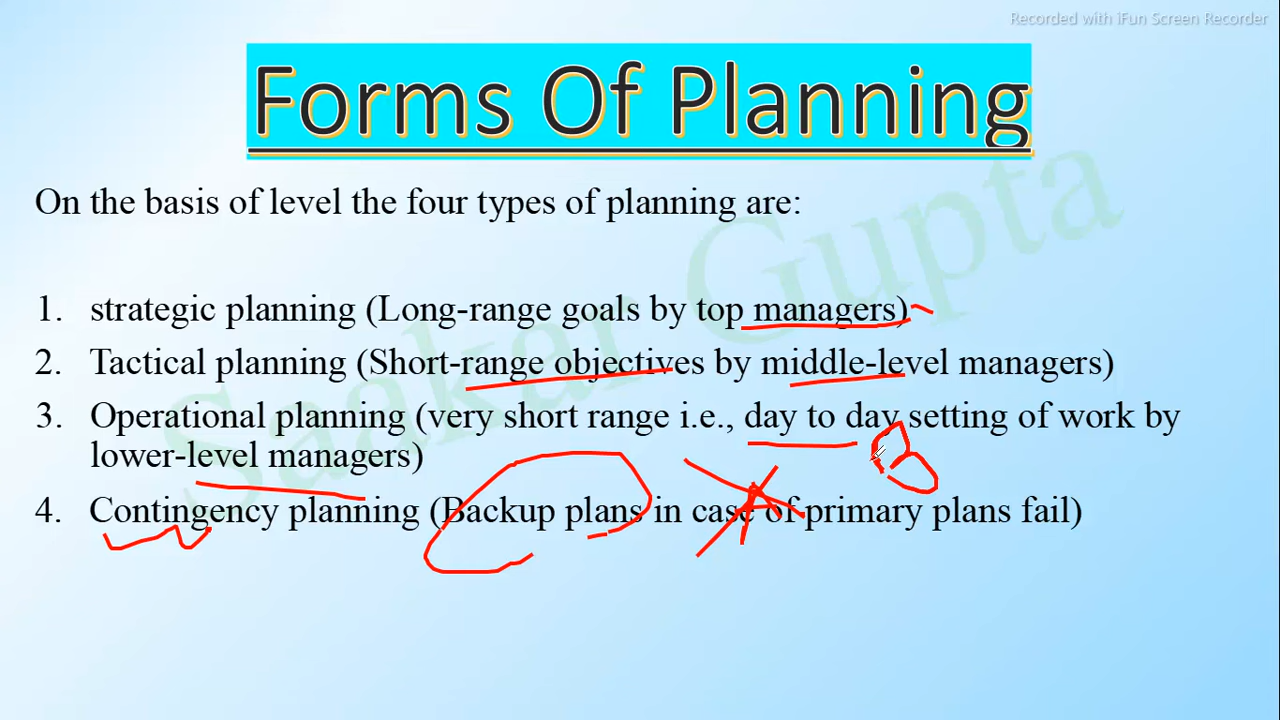 Recorded with iFun Screen Recorder
Forms Of Planning
On the basis of level the four types of planning are:
1. strategic planning (Long-range goals by top managers)
2. Tactical planning (Short-range objectives by middle-level managers)
3. Operational planning (very short range i.e., day to day setting of work by
lower-level managers)
4. Contingency planning (Backup plans in case of primary plans fail)
Saakar Gupta
A
B